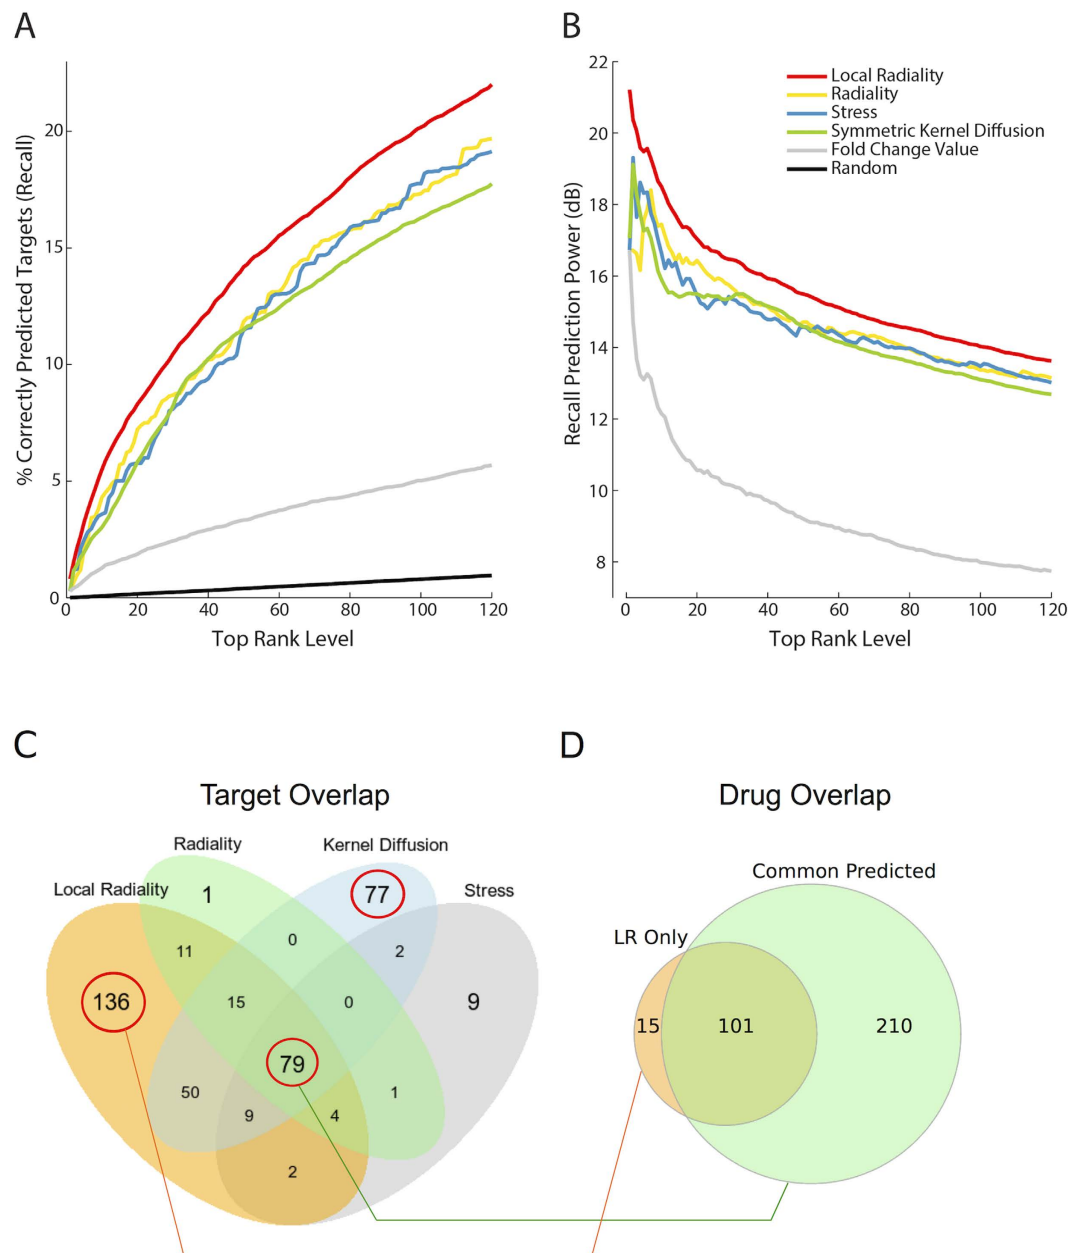 A
% Correctly Predicted Targets (Recall)
20
15
10
5
0
0 20 40 60 80 100 120
Top Rank Level
B
Recall Prediction Power (dB)
22
20
18
16
14
12
10
8
0 20 40 60 80 100 120
Top Rank Level
Local Radiality
Radiality
Stress
Symmetric Kernel Diffusion
Fold Change Value
Random
C
Target Overlap
Radiality
Kernel Diffusion
Local Radiality
Stress
1
77
11
0
2
136
15
0
9
79
50
9
4
1
2
D
Drug Overlap
Common Predicted
LR Only
15
101
210